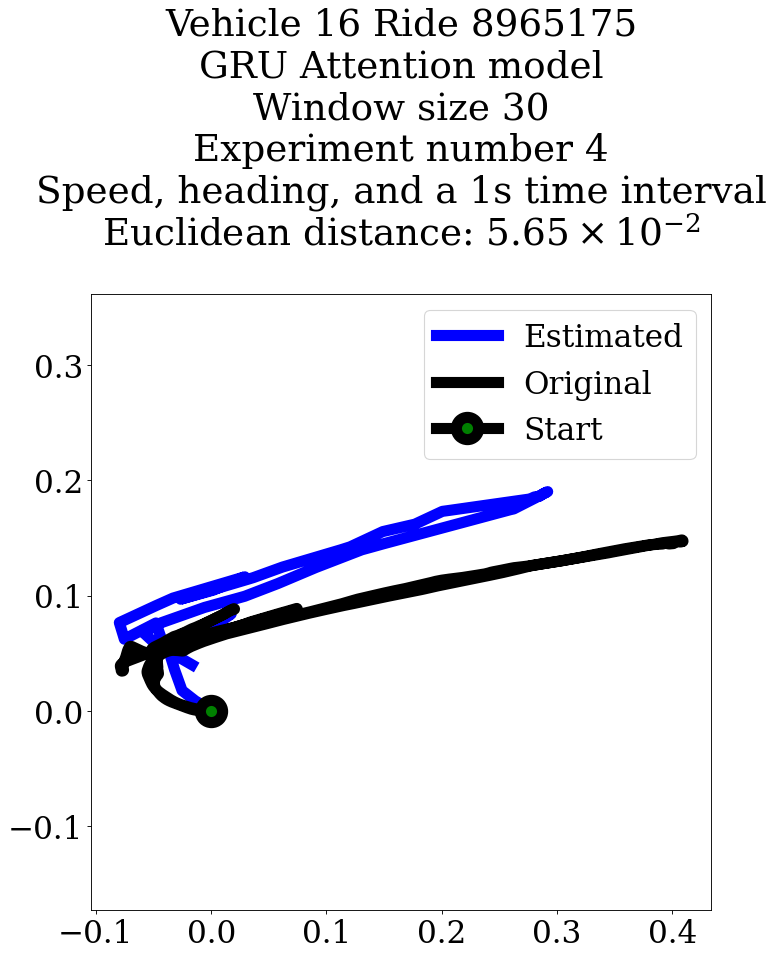 Vehicle 16 Ride 8965175
GRU Attention model
Window size 30
Experiment number 4
Speed, heading, and a 1s time interval
Euclidean distance: 5.65 × 10⁻²
Estimated
Original
Start
0.3
0.2
0.1
0.0
−0.1
−0.1 0.0 0.1 0.2 0.3 0.4